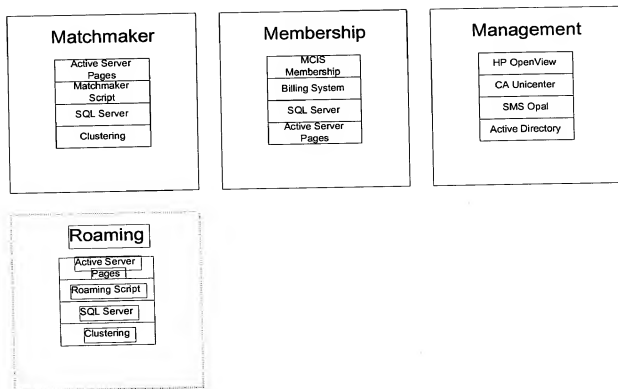 Matchmaker
Active Server
Pages
Matchmaker
Script
SQL Server
Clustering
Membership
MCIS
Membership
Billing System
SQL Server
Active Server
Pages
Management
HP OpenView
CA Unicenter
SMS Opal
Active Directory
Roaming
Active Server
Pages
Roaming Script
SQL Server
Clustering